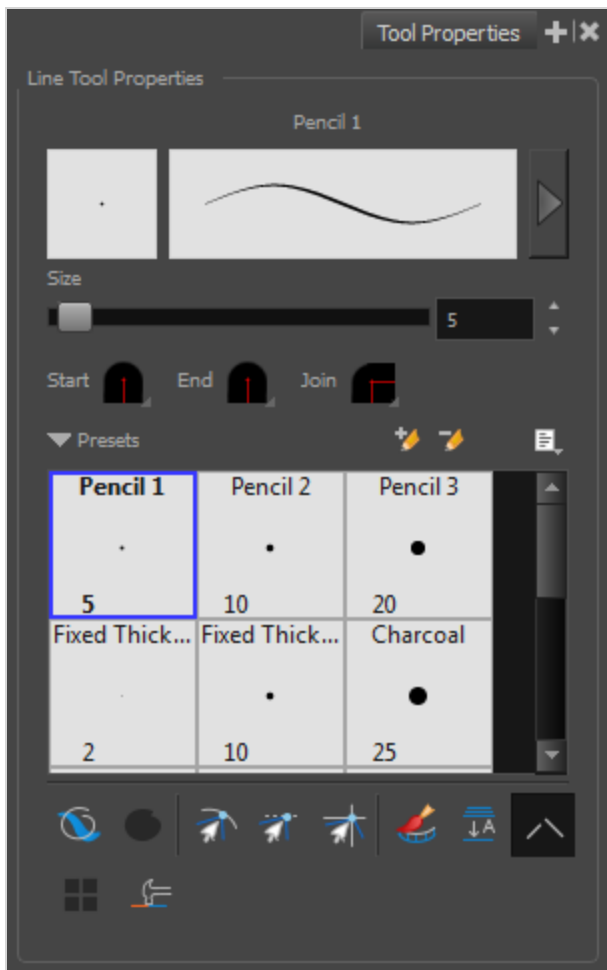 Tool Properties
Line Tool Properties
Pencil 1
Size
5
Start End Join
Presets
Pencil 1 Pencil 2 Pencil 3
5 10 20
Fixed Thick... Fixed Thick... Charcoal
2 10 25
A